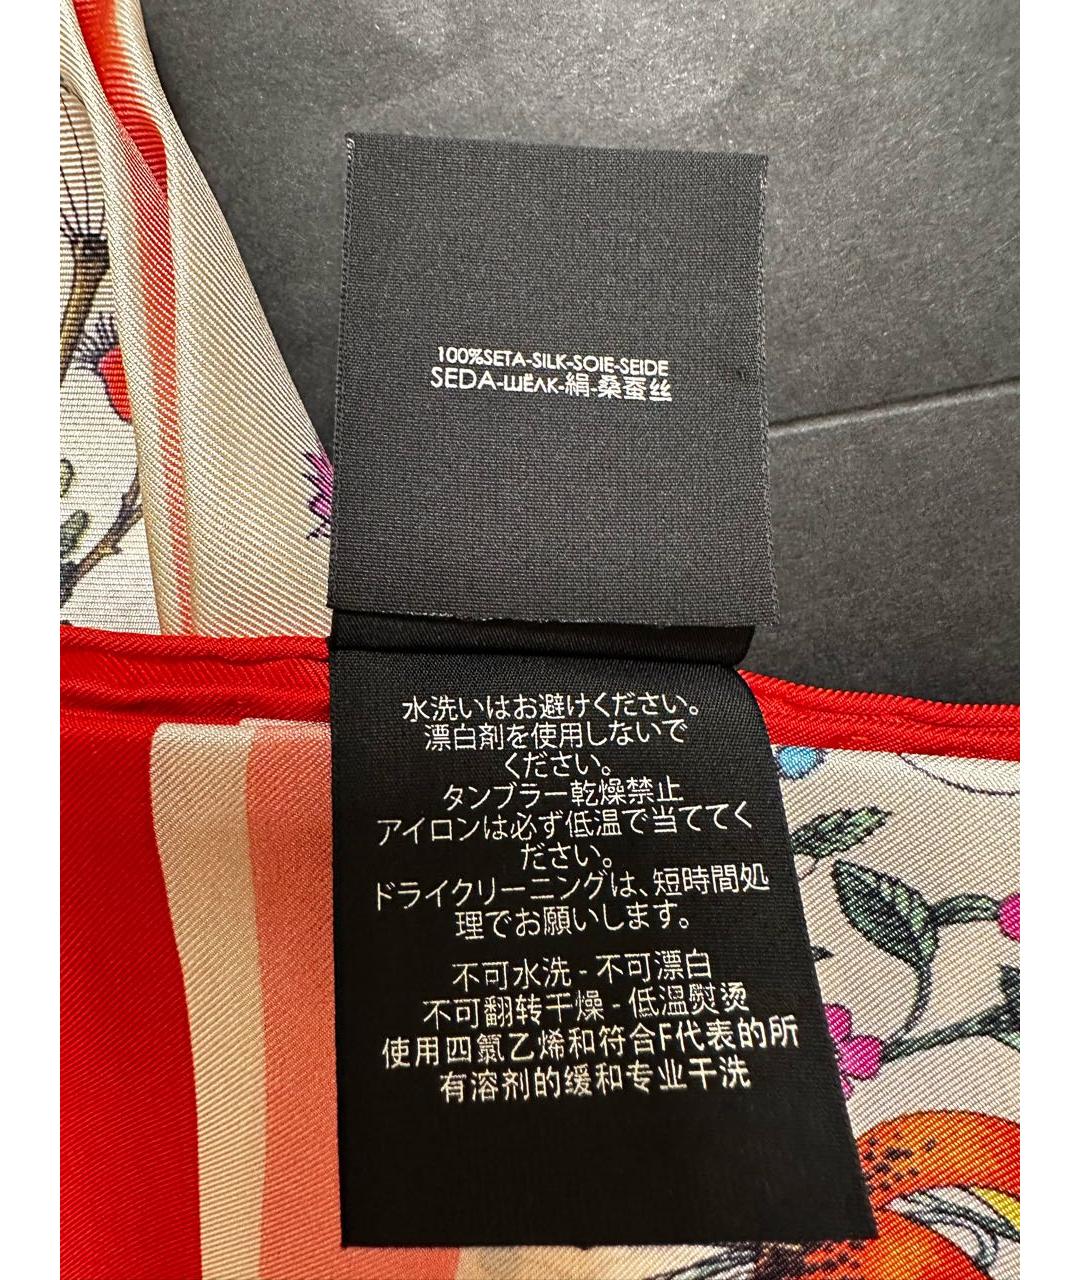 100%SETA-SILK-SOIE-SEIDE
SEDA-ШЁЛК-絹-桑蚕丝
水洗いはお避けください。
漂白剤を使用しないで
ください。
タンブラー乾燥禁止
アイロンは必ず低温で当ててく
ださい。
ドライクリーニングは、短時間処
理でお願いします。
不可水洗 - 不可漂白
不可翻转干燥 - 低温熨烫
使用四氯乙烯和符合F代表的所
有溶剂的缓和专业干洗